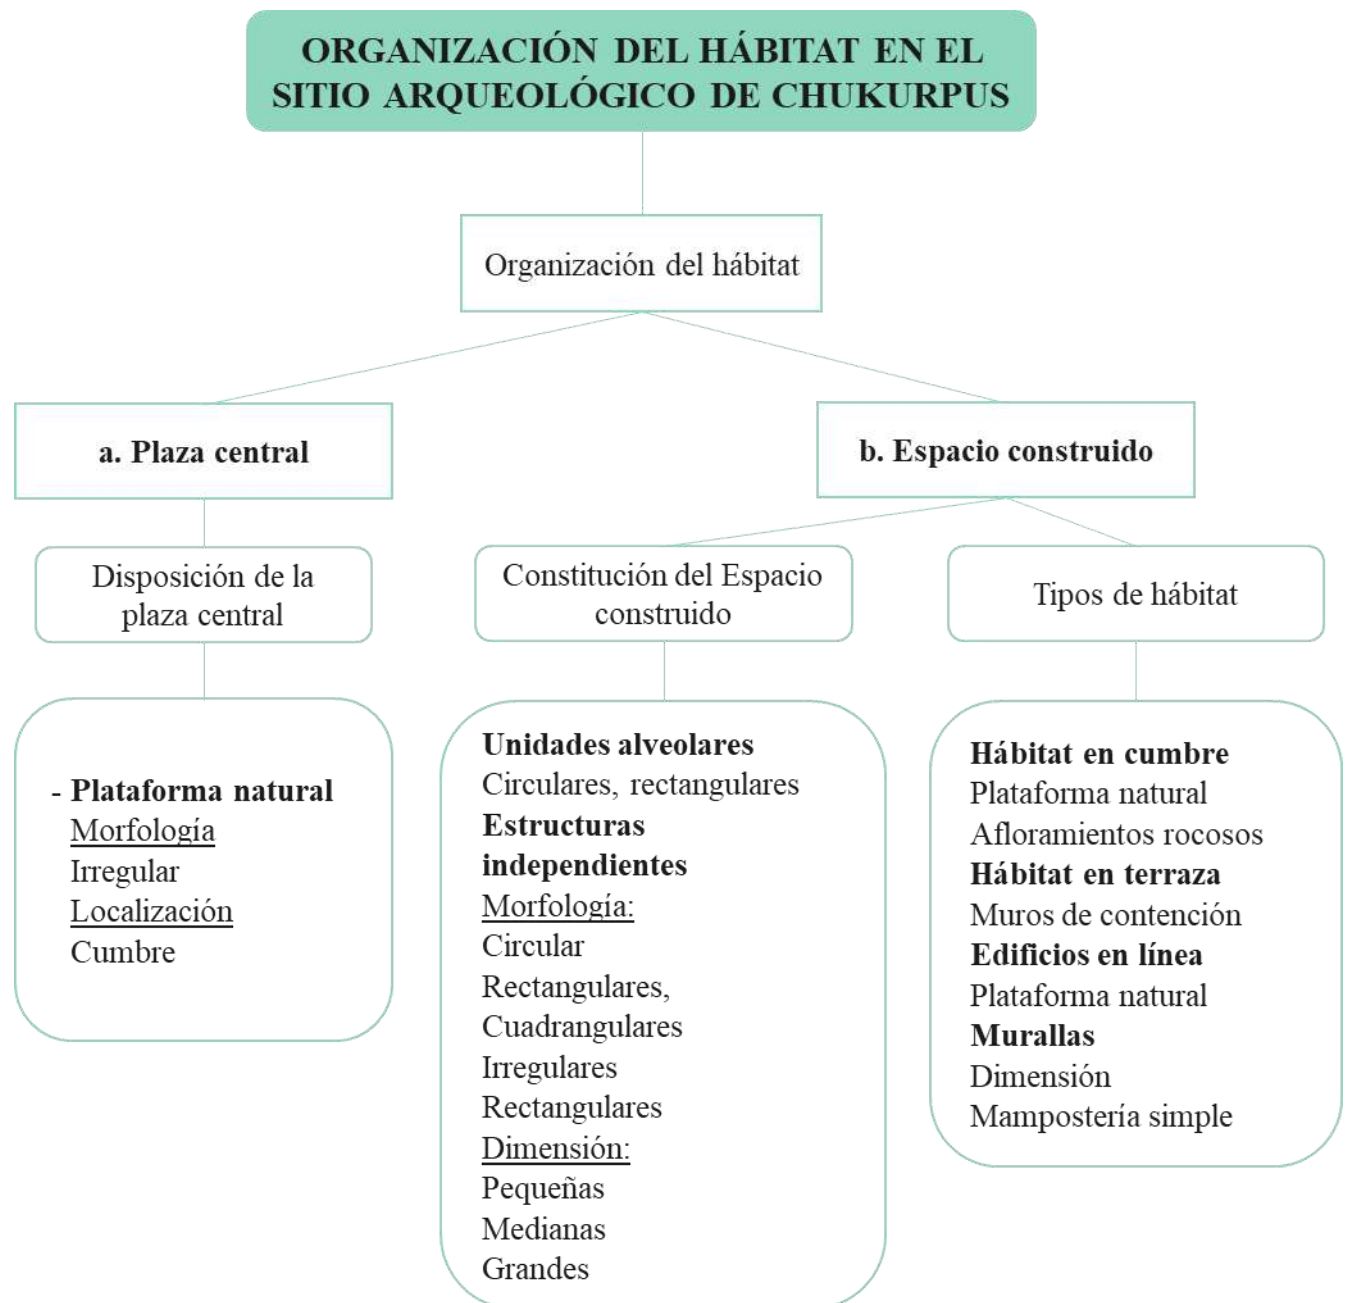 ORGANIZACIÓN DEL HÁBITAT EN EL
SITIO ARQUEOLÓGICO DE CHUKURPUS
Organización del hábitat
a. Plaza central
b. Espacio construido
Disposición de la
plaza central
Constitución del Espacio
construido
Tipos de hábitat
- Plataforma natural
Morfología
Irregular
Localización
Cumbre
Unidades alveolares
Circulares, rectangulares
Estructuras
independientes
Morfología:
Circular
Rectangulares,
Cuadrangulares
Irregulares
Rectangulares
Dimensión:
Pequeñas
Medianas
Grandes
Hábitat en cumbre
Plataforma natural
Afloramientos rocosos
Hábitat en terraza
Muros de contención
Edificios en línea
Plataforma natural
Murallas
Dimensión
Mampostería simple